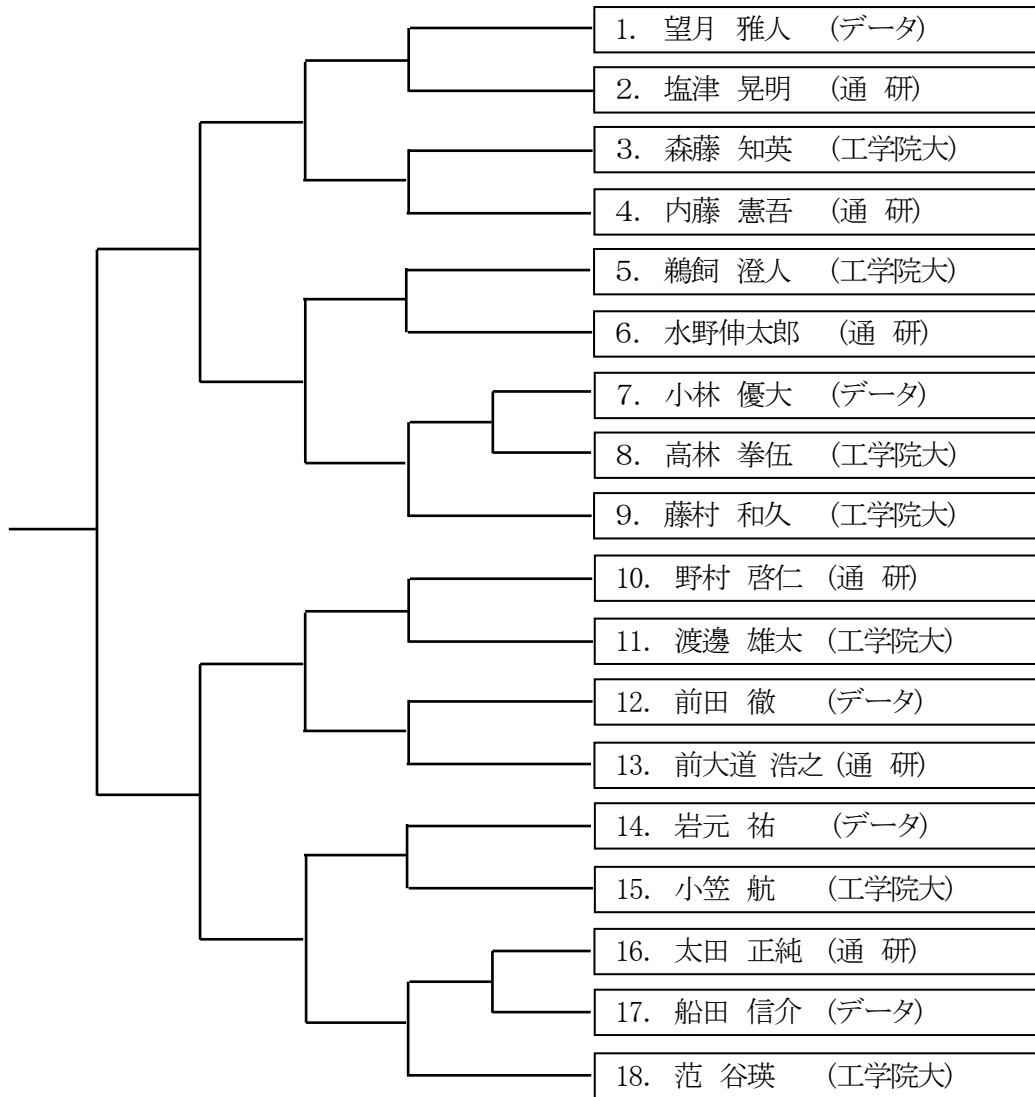 1. 望月 雅人 (データ)
2. 塩津 晃明 (通 研)
3. 森藤 知英 (工学院大)
4. 内藤 憲吾 (通 研)
5. 鵜飼 澄人 (工学院大)
6. 水野伸太郎 (通 研)
7. 小林 優大 (データ)
8. 高林 拳伍 (工学院大)
9. 藤村 和久 (工学院大)
10. 野村 啓仁 (通 研)
11. 渡邊 雄太 (工学院大)
12. 前田 徹 (データ)
13. 前大道 浩之 (通 研)
14. 岩元 祐 (データ)
15. 小笠 航 (工学院大)
16. 太田 正純 (通 研)
17. 船田 信介 (データ)
18. 范 谷瑛 (工学院大)